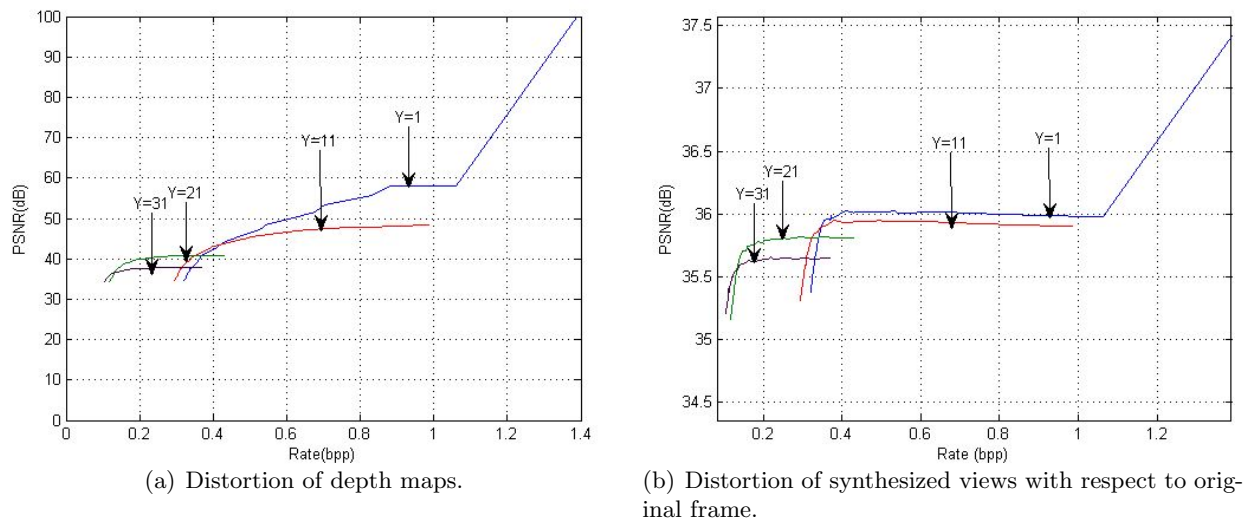 100
90
80
70
60
50
40
30
20
10
0
PSNR(dB)
Y=31
Y=21
Y=11
Y=1
0 0.2 0.4 0.6 0.8 1 1.2 1.4
Rate(bpp)
(a) Distortion of depth maps.
37.5
37
36.5
36
35.5
35
34.5
PSNR(dB)
Y=31
Y=21
Y=11
Y=1
0.2 0.4 0.6 0.8 1 1.2
Rate (bpp)
(b) Distortion of synthesized views with respect to orig-
inal frame.